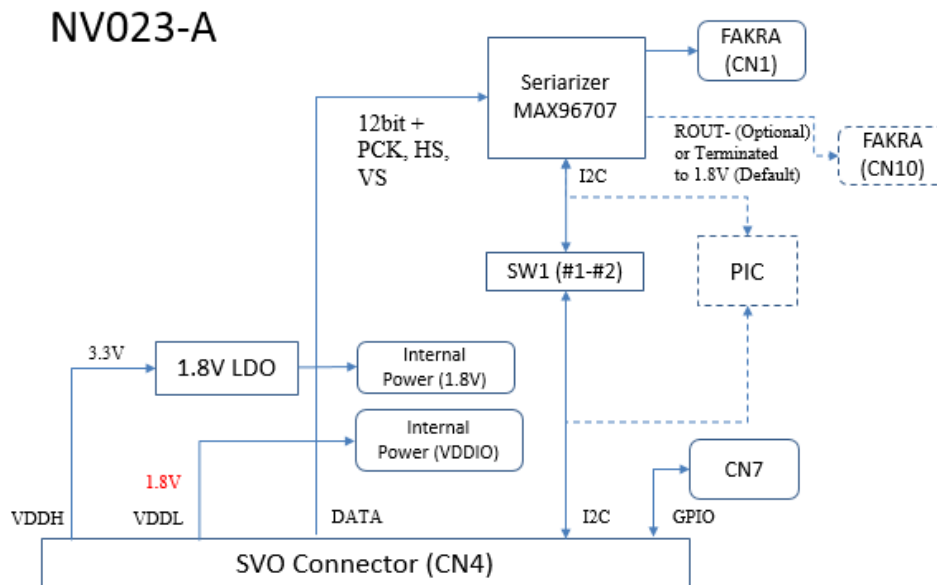 NV023-A
FAKRA
(CN1)
Seriarizer
MAX96707
12bit +
PCK, HS,
VS
ROUT- (Optional)
or Terminated
to 1.8V (Default)
FAKRA
(CN10)
I2C
SW1 (#1-#2)
PIC
3.3V
1.8V LDO
Internal
Power (1.8V)
Internal
Power (VDDIO)
CN7
1.8V
VDDH
VDDL
DATA
I2C
GPIO
SVO Connector (CN4)